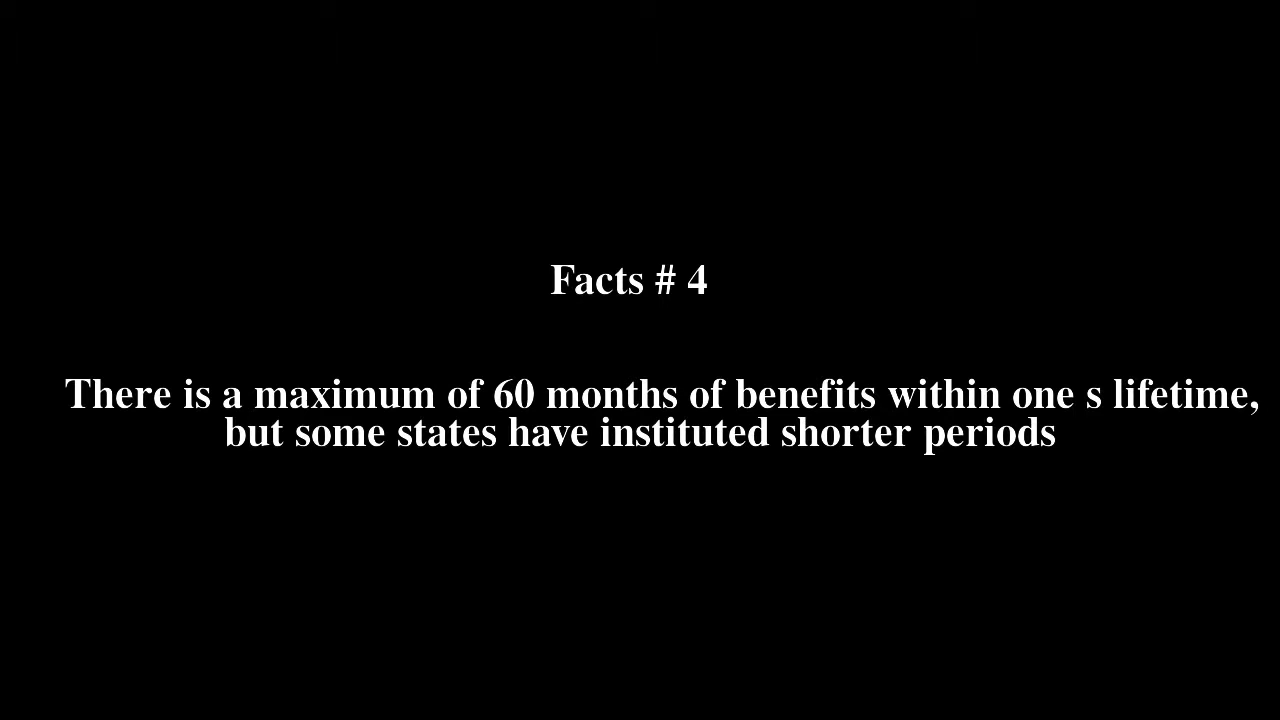 Facts # 4
There is a maximum of 60 months of benefits within one s lifetime,
but some states have instituted shorter periods